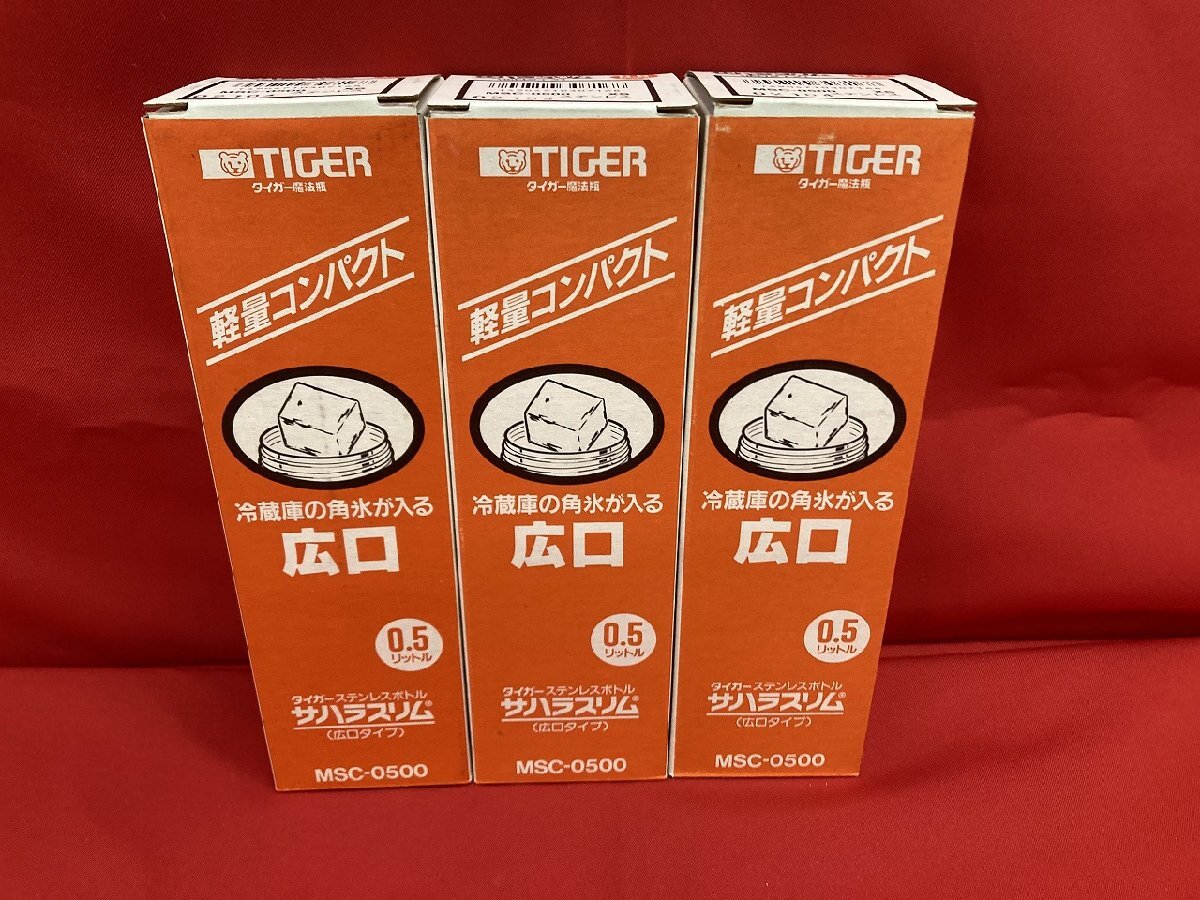 TIGER
タイガー魔法瓶
軽量コンパクト
冷蔵庫の角氷が入る
広口
0.5
リットル
タイガーステンレスボトル
サハラスリム®
(広口タイプ)
MSC-0500
MSC-0500
TIGER
タイガー魔法瓶
軽量コンパクト
冷蔵庫の角氷が入る
広口
0.5
リットル
タイガーステンレスボトル
サハラスリム®
(広口タイプ)
MSC-0500
TIGER
タイガー魔法瓶
軽量コンパクト
冷蔵庫の角氷が入る
広口
0.5
リットル
タイガーステンレスボトル
サハラスリム®
(広口タイプ)
MSC-0500